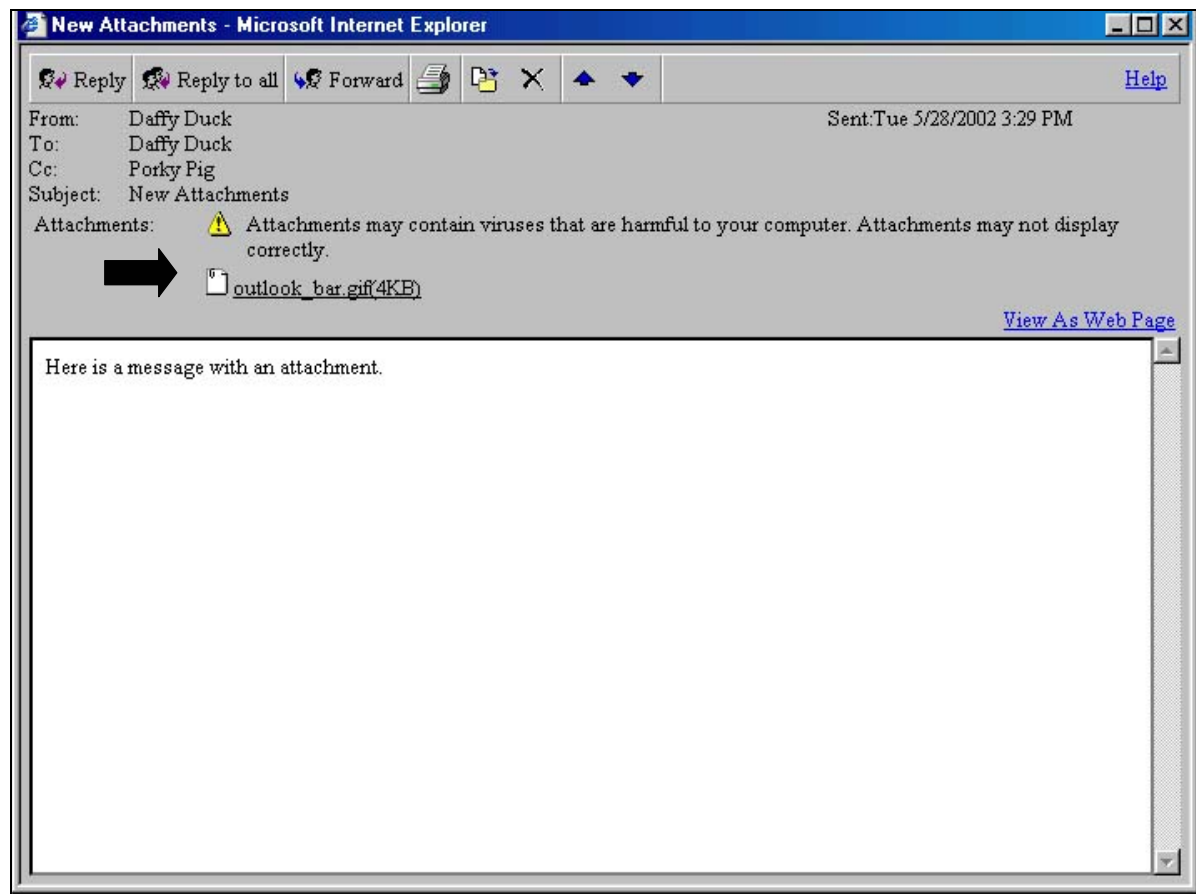 New Attachments - Microsoft Internet Explorer
Reply Reply to all Forward Help
From: Daffy Duck Sent:Tue 5/28/2002 3:29 PM
To: Daffy Duck
Cc: Porky Pig
Subject: New Attachments
Attachments: Attachments may contain viruses that are harmful to your computer. Attachments may not display
correctly.
outlook_bar.gif(4KB)
View As Web Page
Here is a message with an attachment.